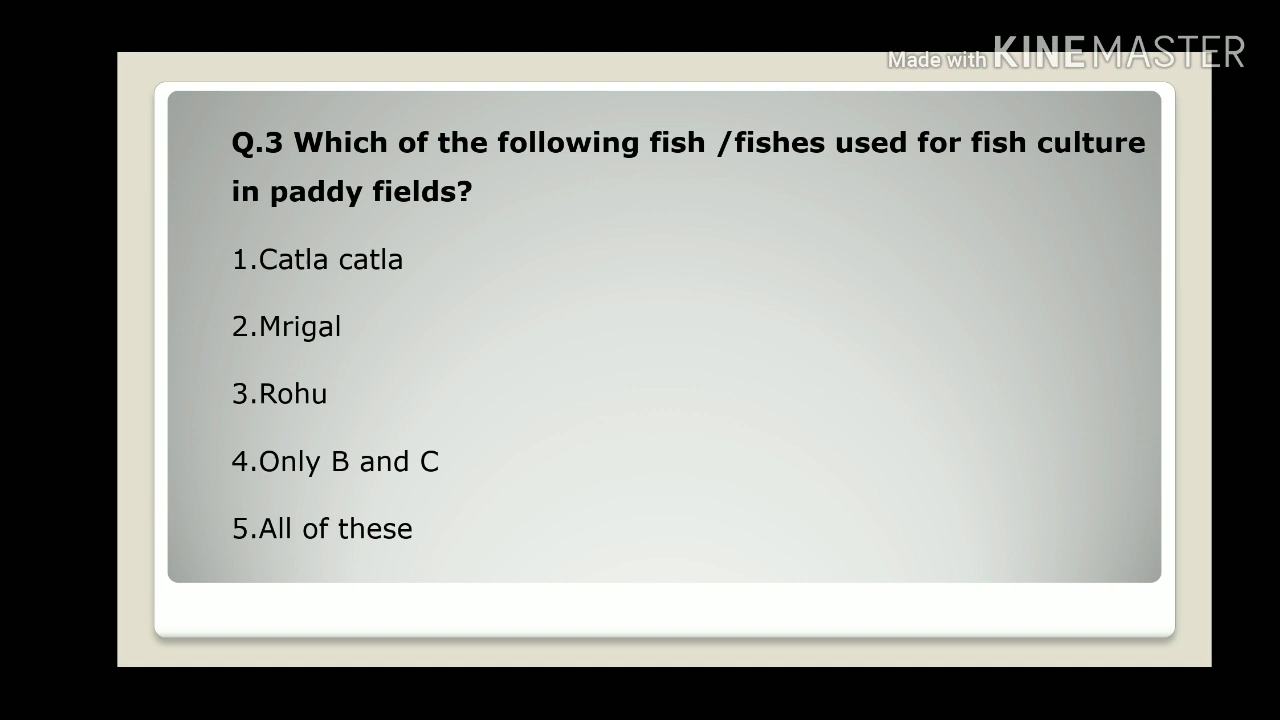 Made with KINEMASTER
Q.3 Which of the following fish /fishes used for fish culture
in paddy fields?
1.Catla catla
2.Mrigal
3.Rohu
4.Only B and C
5.All of these